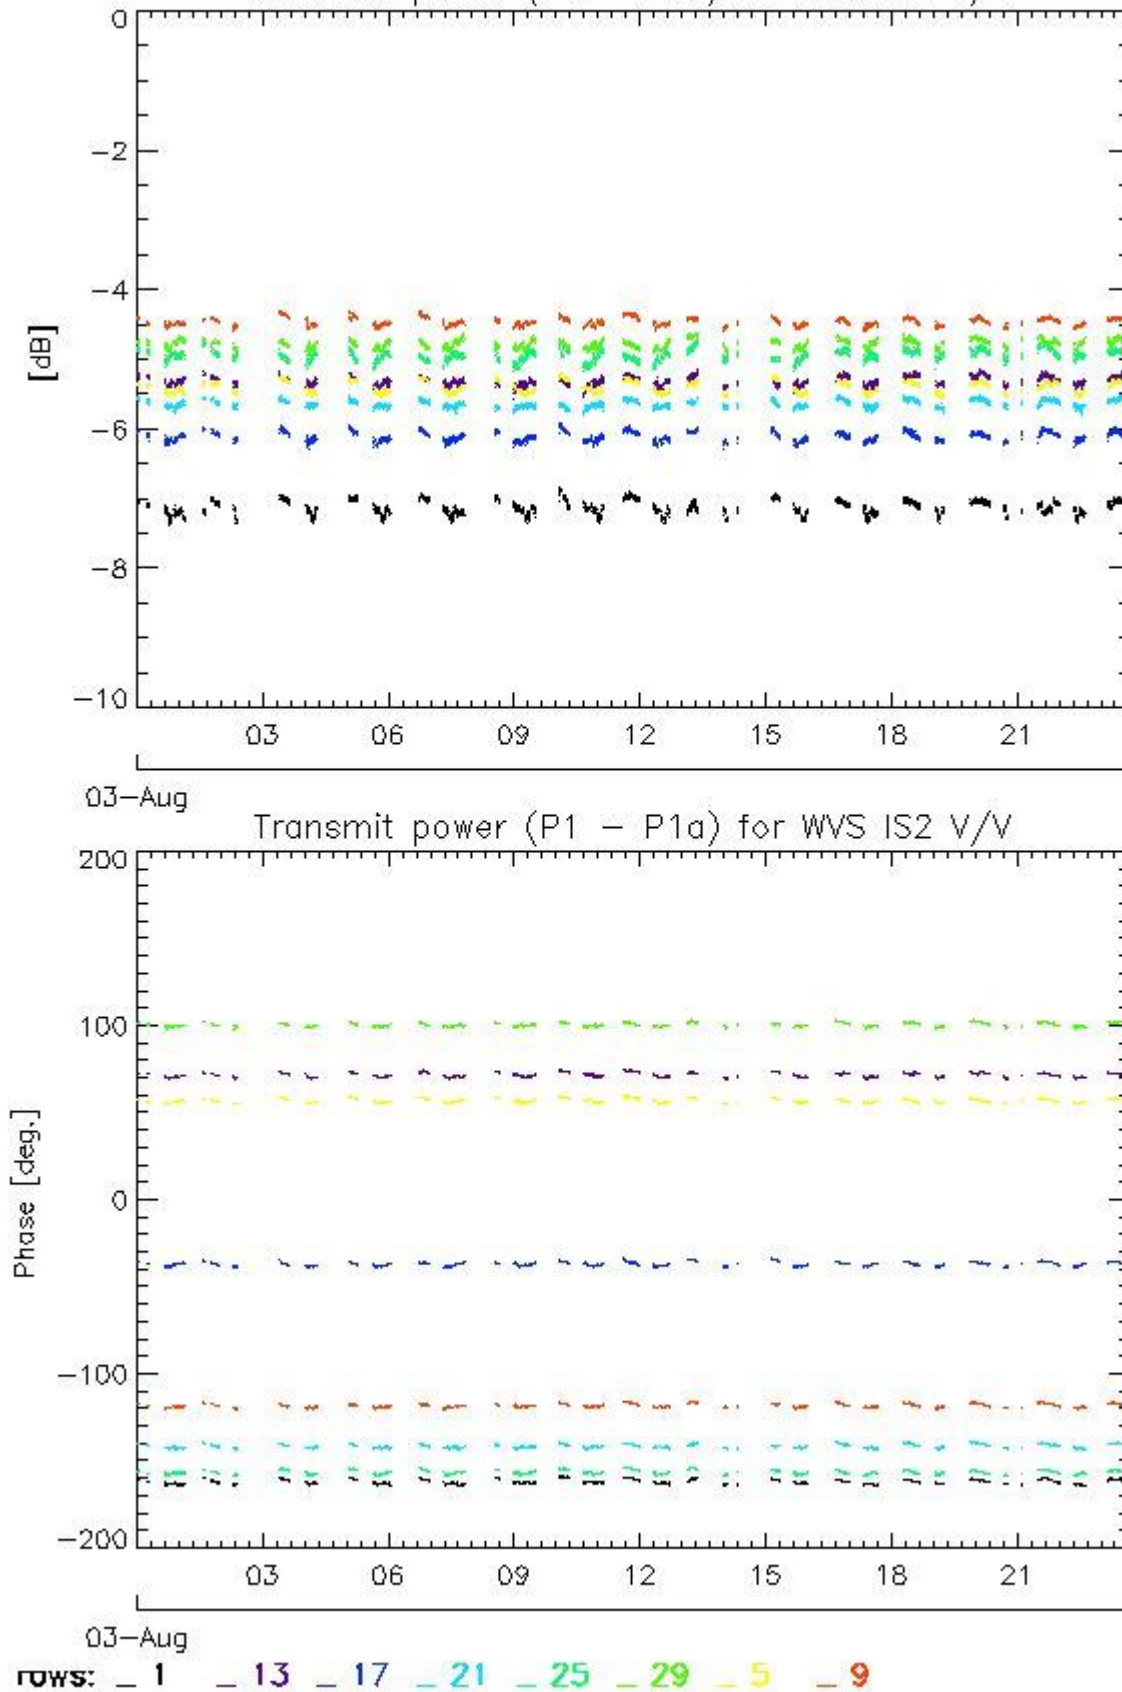 0
-2
-4
[dB]
-6
-8
-10
03 06 09 12 15 18 21
03-Aug
Transmit power (P1 - P1a) for WVS IS2 V/V
200
100
Phase [deg.]
0
-100
-200
03 06 09 12 15 18 21
03-Aug
rows: _ 1 _ 13 _ 17 _ 21 _ 25 _ 29 _ 5 _ 9